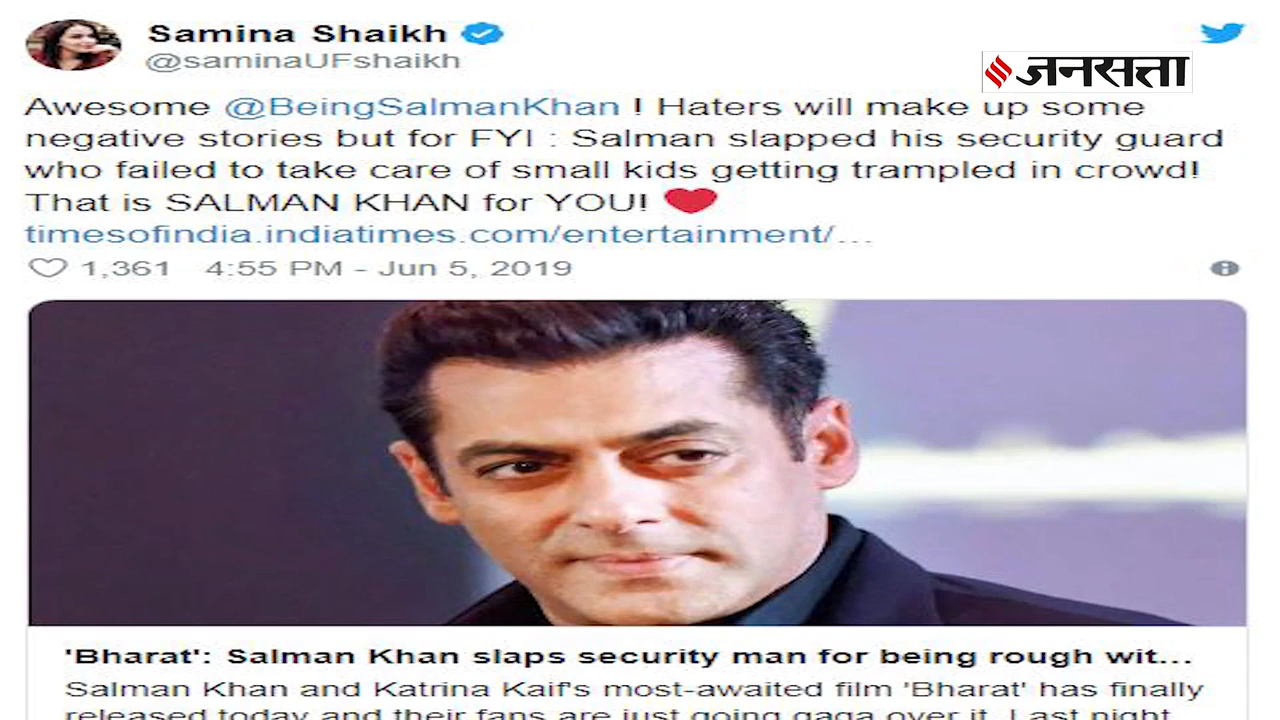 Samina Shaikh
@saminaUFshaikh
जनसत्ता
Awesome @BeingSalmanKhan ! Haters will make up some
negative stories but for FYI : Salman slapped his security guard
who failed to take care of small kids getting trampled in crowd!
That is SALMAN KHAN for YOU! ❤️
timesofindia.indiatimes.com/entertainment/...
1,361 4:55 PM - Jun 5, 2019
'Bharat': Salman Khan slaps security man for being rough wit...
Salman Khan and Katrina Kaif's most-awaited film 'Bharat' has finally
released today and their fans are just going gaga over it. Last night